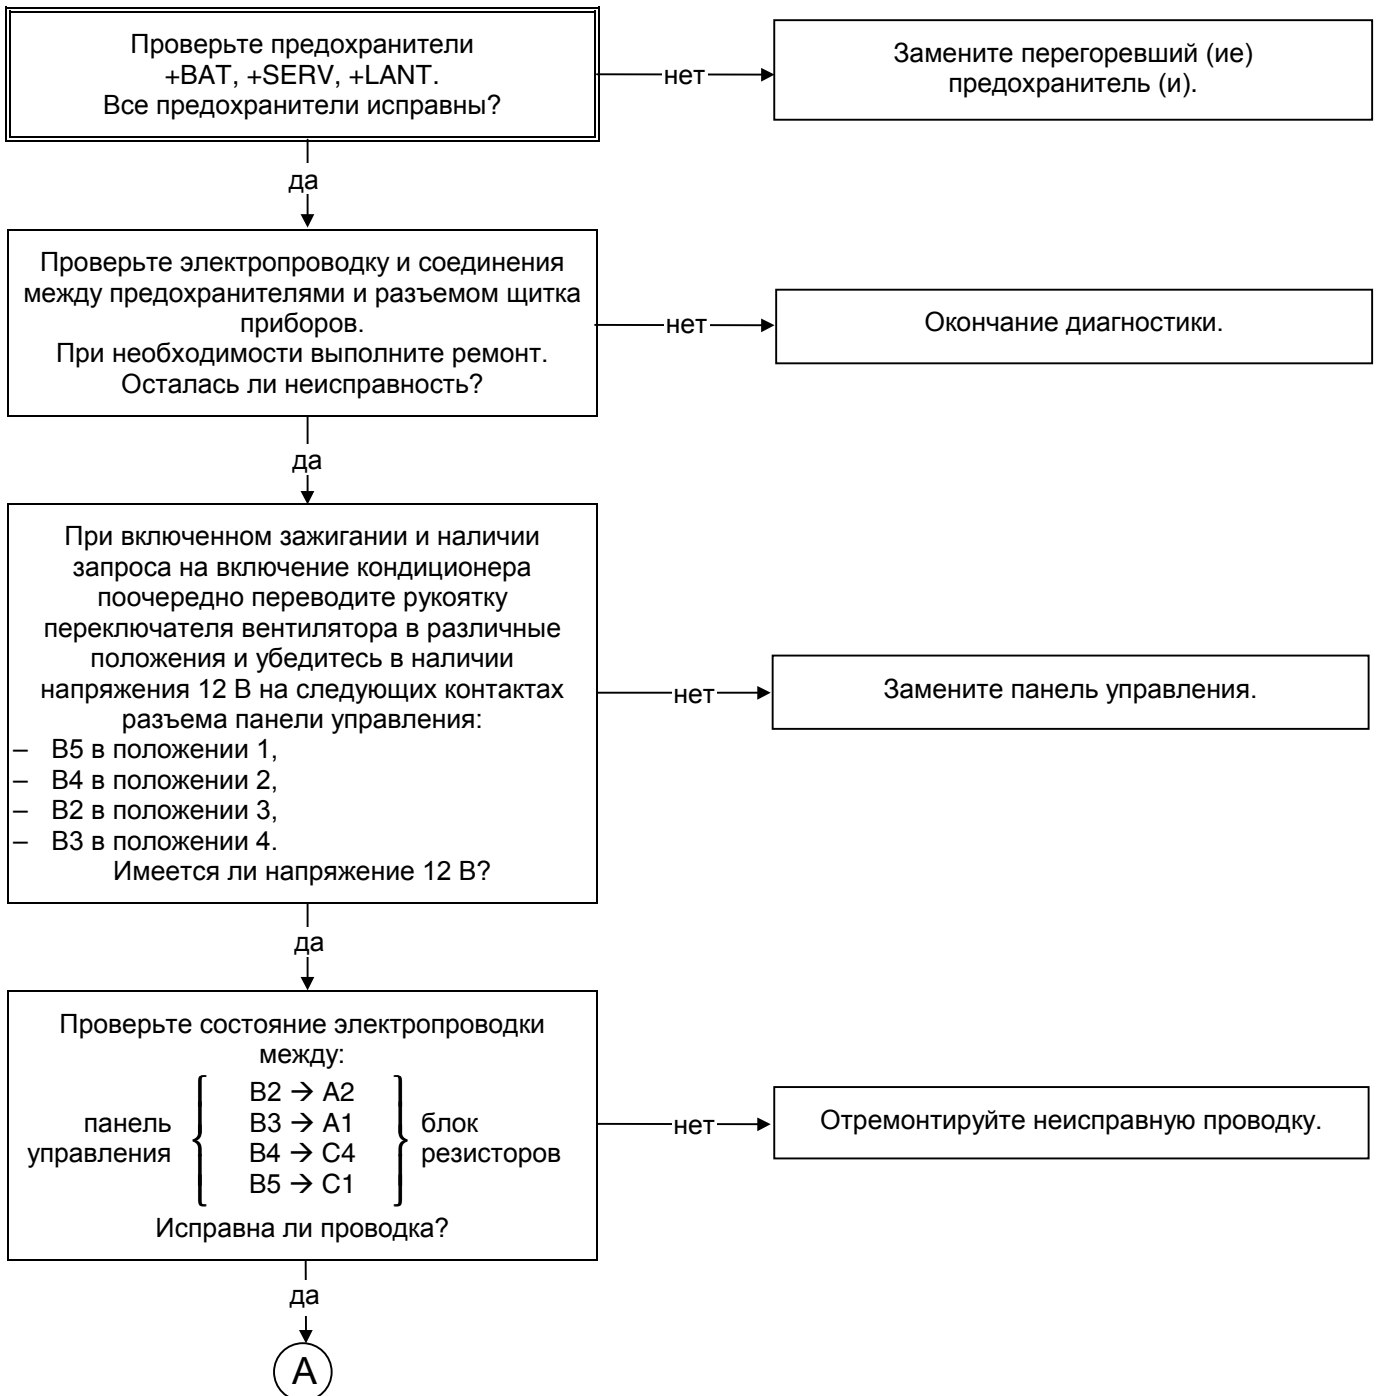 Проверьте предохранители
+BAT, +SERV, +LANT.
Все предохранители исправны?
нет
Замените перегоревший (ие)
предохранитель (и).
да
Проверьте электропроводку и соединения
между предохранителями и разъемом щитка
приборов.
При необходимости выполните ремонт.
Осталась ли неисправность?
нет
Окончание диагностики.
да
При включенном зажигании и наличии
запроса на включение кондиционера
поочередно переводите рукоятку
переключателя вентилятора в различные
положения и убедитесь в наличии
напряжения 12 В на следующих контактах
разъема панели управления:
– B5 в положении 1,
– B4 в положении 2,
– B2 в положении 3,
– B3 в положении 4.
Имеется ли напряжение 12 В?
нет
Замените панель управления.
да
Проверьте состояние электропроводки
между:
панель
управления
B2 → A2
B3 → A1
B4 → C4
B5 → C1
блок
резисторов
Исправна ли проводка?
нет
Отремонтируйте неисправную проводку.
да
A